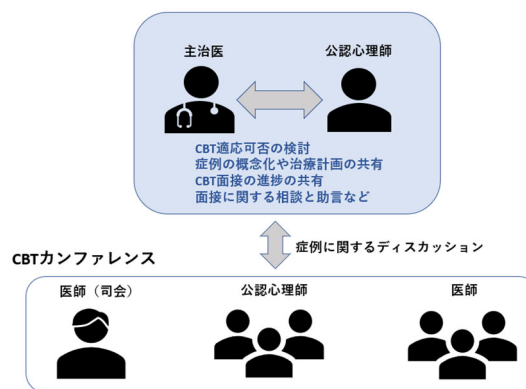 主治医
公認心理師
CBT適応可否の検討
症例の概念化や治療計画の共有
CBT面接の進捗の共有
面接に関する相談と助言など
症例に関するディスカッション
CBTカンファレンス
医師（司会）
公認心理師
医師